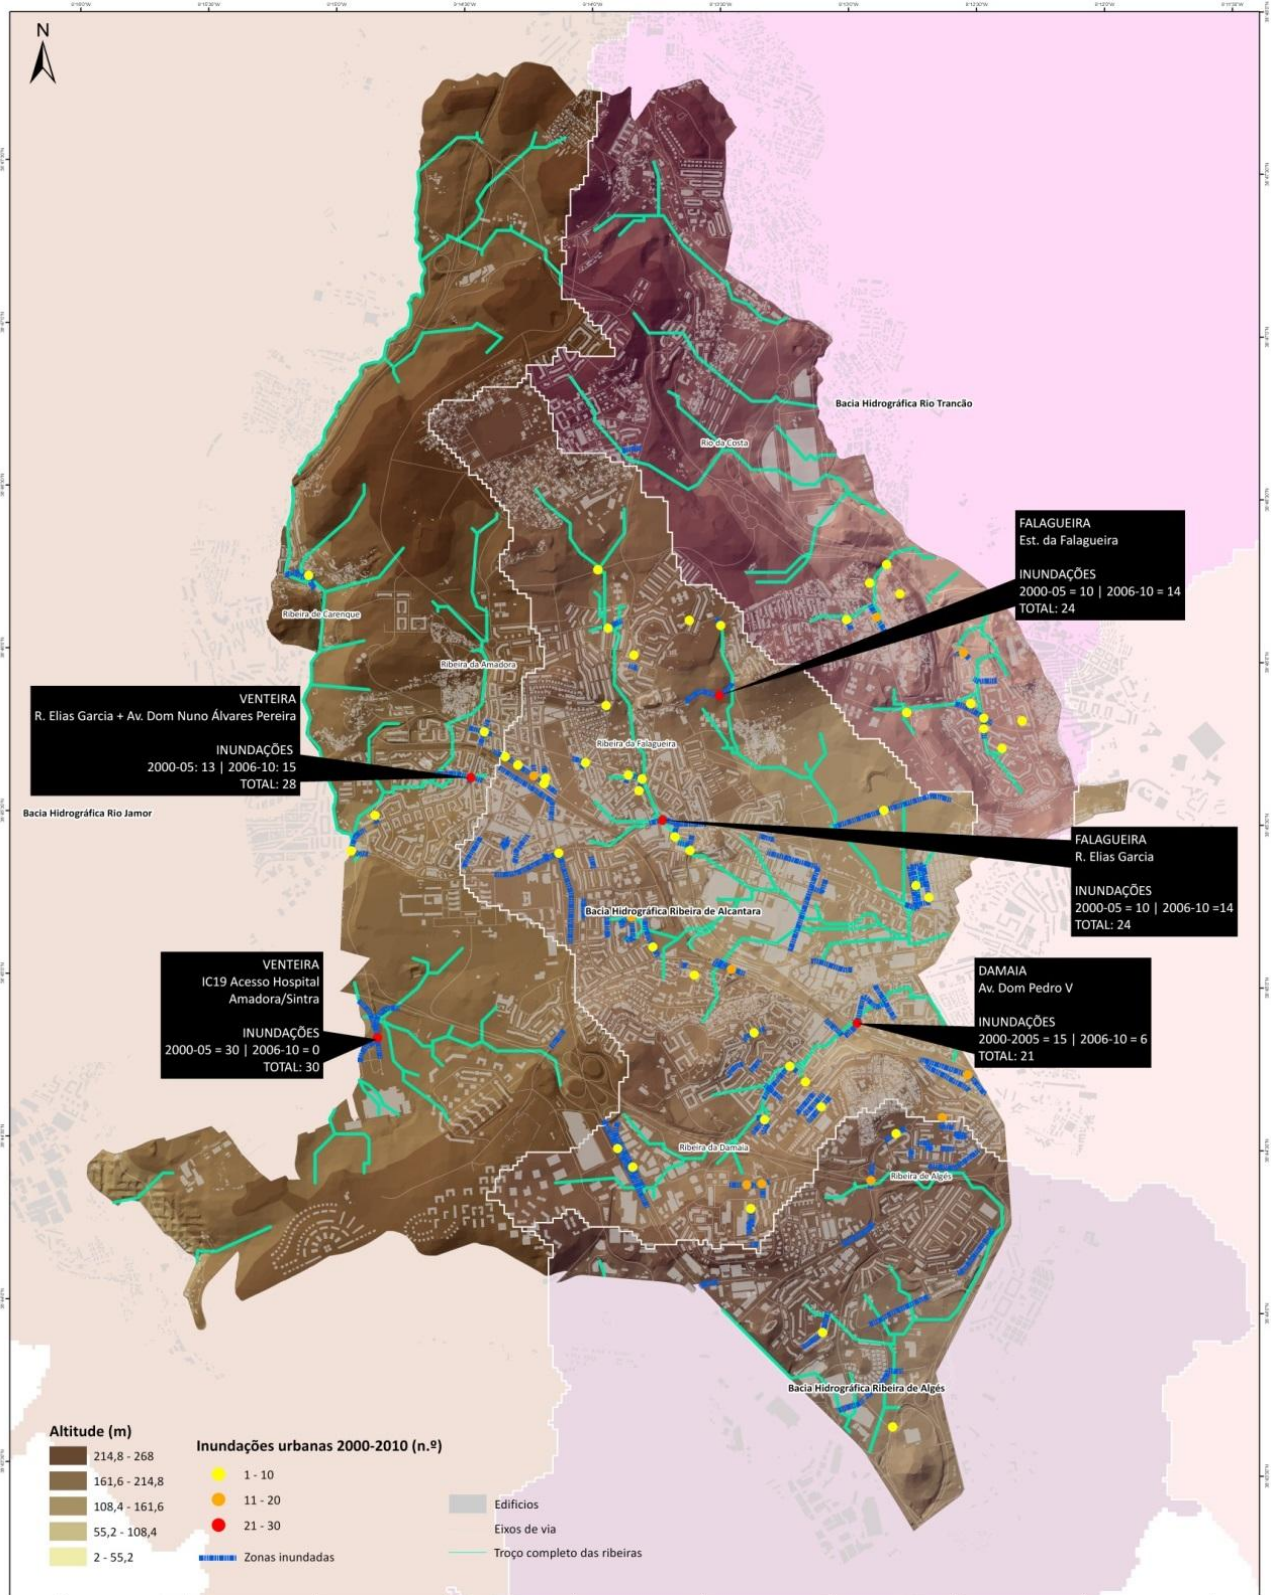 N
Bacia Hidrográfica Rio Trancão
Rio da Costa
FALAGUEIRA
Est. da Falagueira
INUNDAÇÕES
2000-05 = 10 | 2006-10 = 14
TOTAL: 24
Ribeira de Carenque
Ribeira da Amadora
VENTEIRA
R. Elias Garcia + Av. Dom Nuno Álvares Pereira
INUNDAÇÕES
2000-05: 13 | 2006-10: 15
TOTAL: 28
Ribeira da Falagueira
Bacia Hidrográfica Rio Jamor
FALAGUEIRA
R. Elias Garcia
INUNDAÇÕES
2000-05 = 10 | 2006-10 =14
TOTAL: 24
Bacia Hidrográfica Ribeira de Alcantara
VENTEIRA
IC19 Acesso Hospital
Amadora/Sintra
INUNDAÇÕES
2000-05 = 30 | 2006-10 = 0
TOTAL: 30
DAMAIA
Av. Dom Pedro V
INUNDAÇÕES
2000-2005 = 15 | 2006-10 = 6
TOTAL: 21
Ribeira da Damaia
Ribeira de Algés
Bacia Hidrográfica Ribeira de Algés
Altitude (m)
214,8 - 268
161,6 - 214,8
108,4 - 161,6
55,2 - 108,4
2 - 55,2
Inundações urbanas 2000-2010 (n.º)
1 - 10
11 - 20
21 - 30
Zonas inundadas
Edificios
Eixos de via
Troço completo das ribeiras